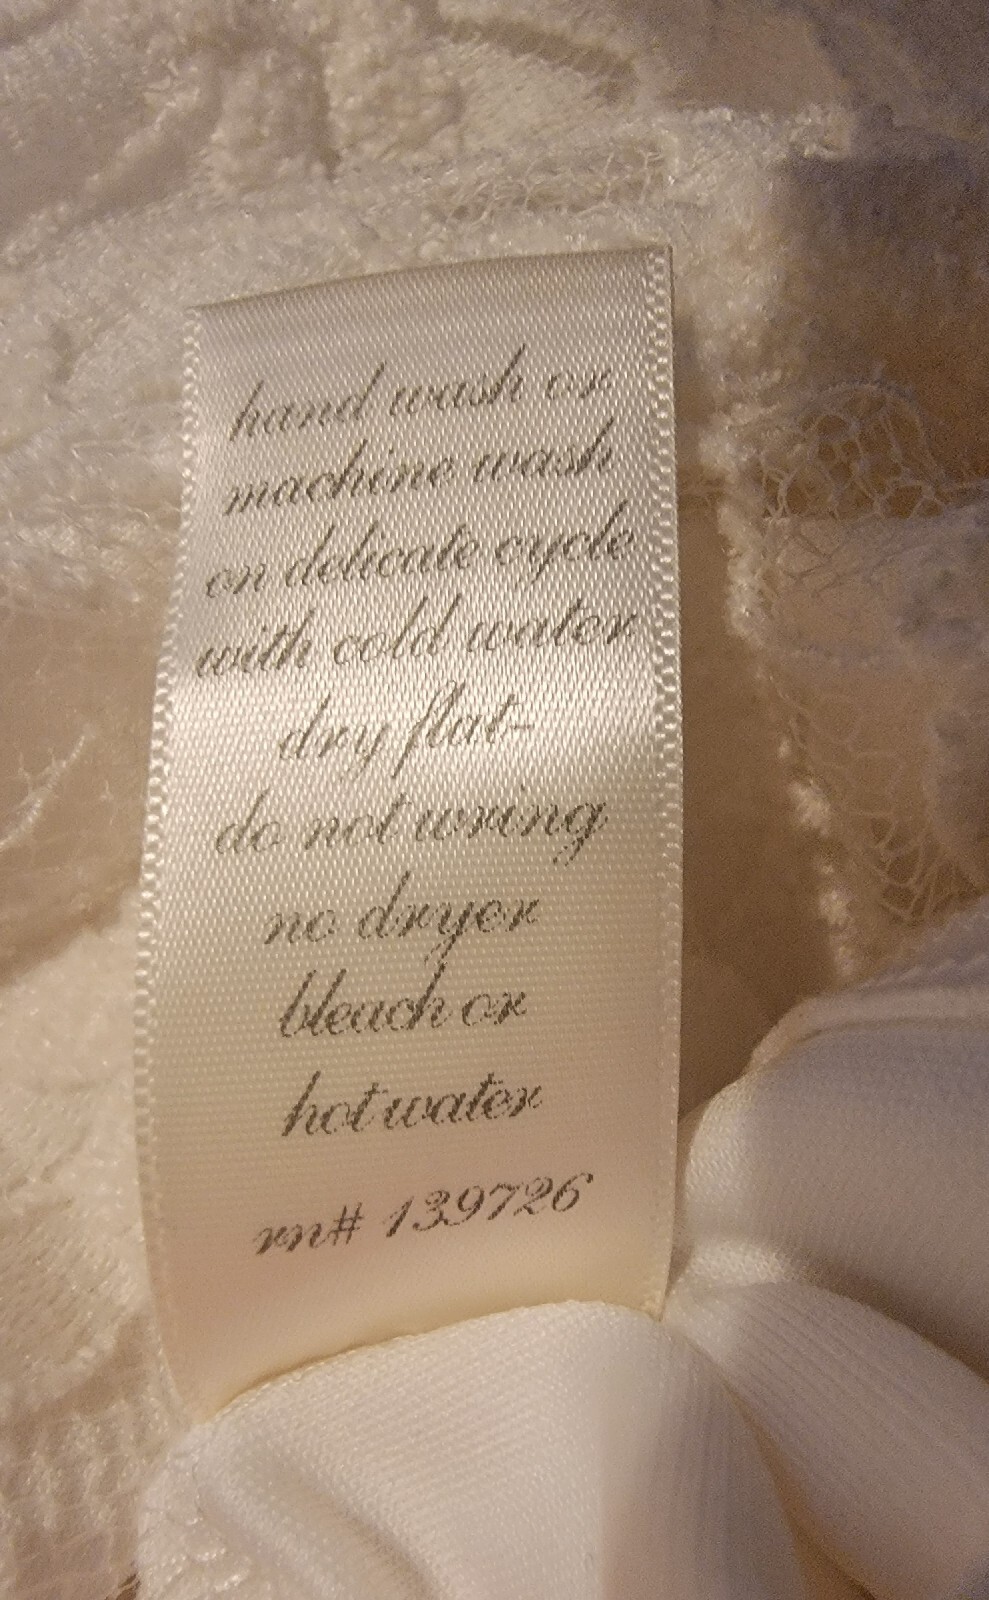 hand wash or
machine wash
on delicate cycle
with cold water
dry flat-
do not wring
no dryer
bleach or
hot water
rn# 139726